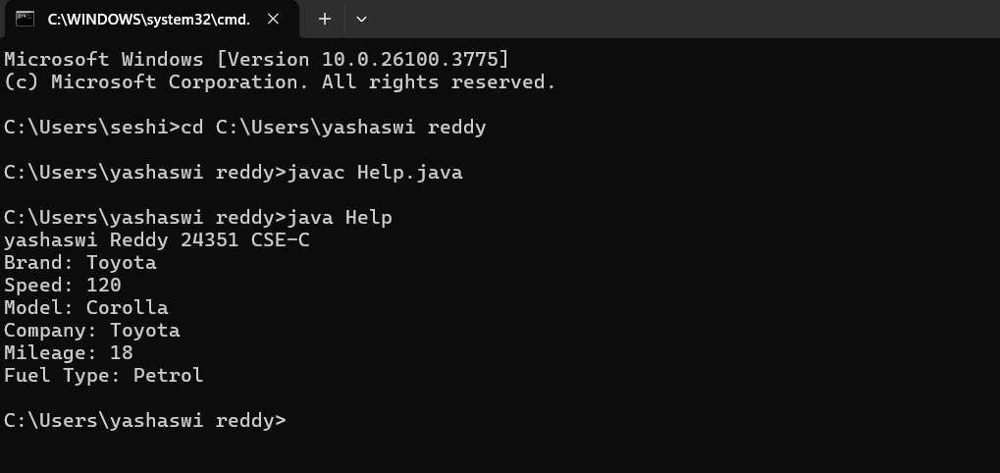 C:\WINDOWS\system32\cmd.
Microsoft Windows [Version 10.0.26100.3775]
(c) Microsoft Corporation. All rights reserved.
C:\Users\seshi>cd C:\Users\yashaswi reddy
C:\Users\yashaswi reddy>javac Help.java
C:\Users\yashaswi reddy>java Help
yashaswi Reddy 24351 CSE-C
Brand: Toyota
Speed: 120
Model: Corolla
Company: Toyota
Mileage: 18
Fuel Type: Petrol
C:\Users\yashaswi reddy>